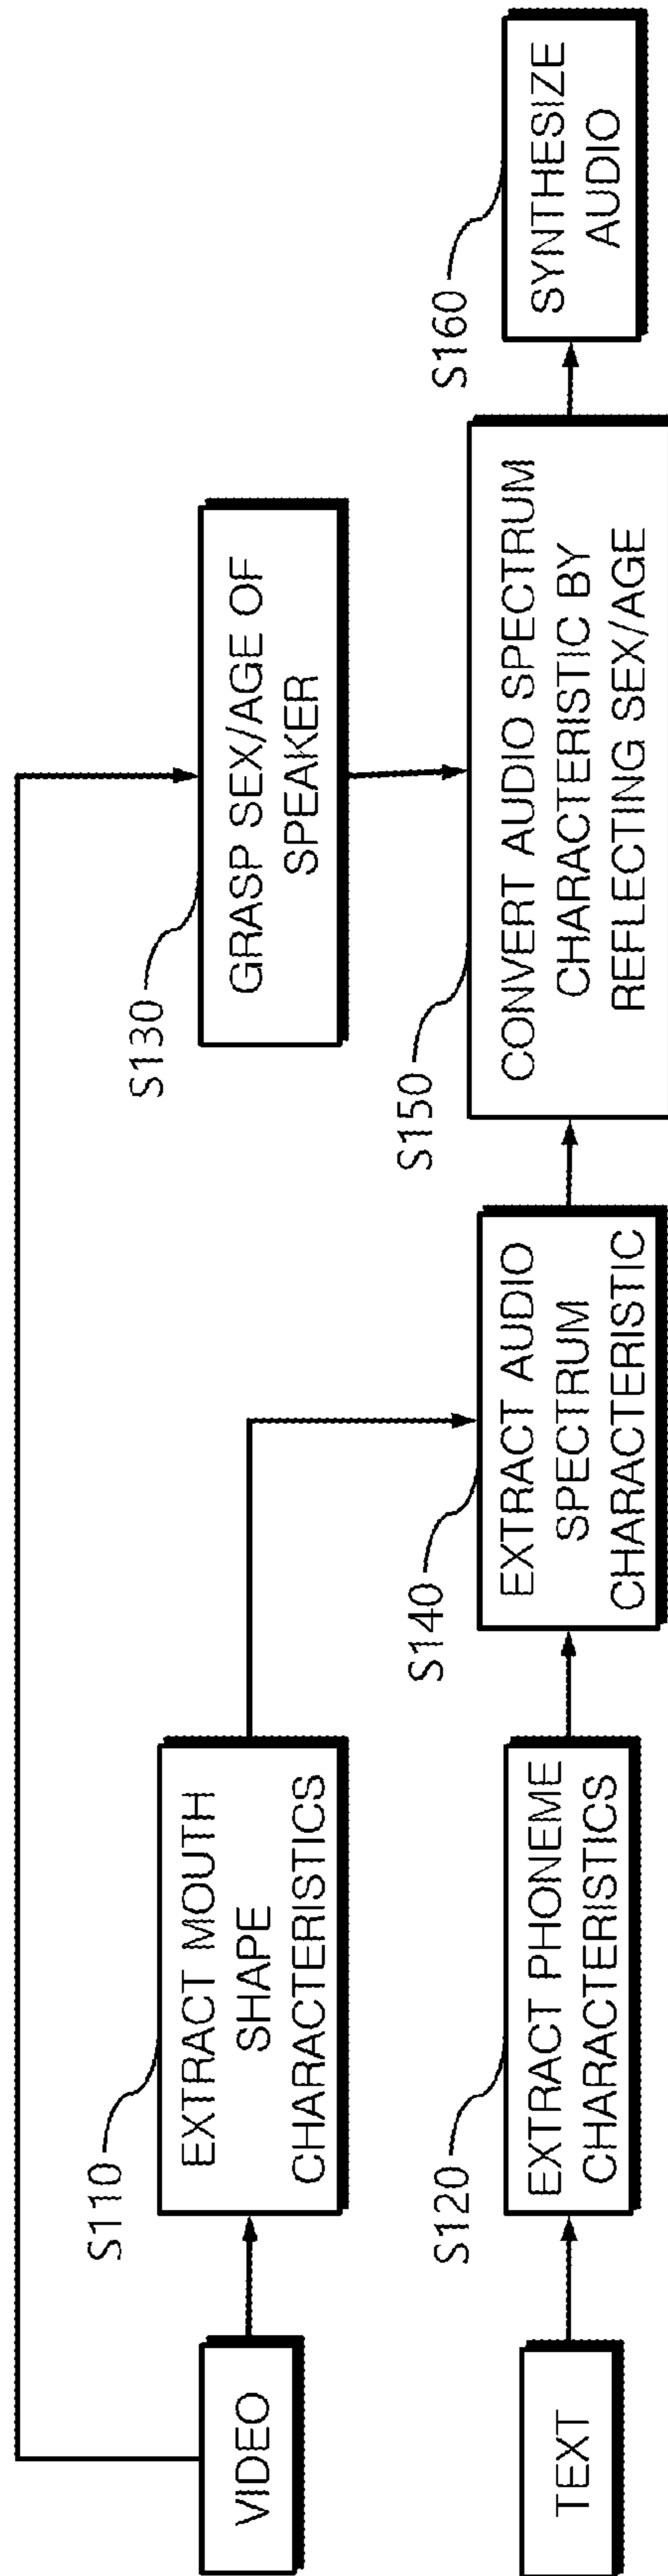 VIDEO
S110
EXTRACT MOUTH
SHAPE
CHARACTERISTICS
S130
GRASP SEX/AGE OF
SPEAKER
TEXT
S120
EXTRACT PHONEME
CHARACTERISTICS
S140
EXTRACT AUDIO
SPECTRUM
CHARACTERISTIC
S150
CONVERT AUDIO SPECTRUM
CHARACTERISTIC BY
REFLECTING SEX/AGE
S160
SYNTHESIZE
AUDIO